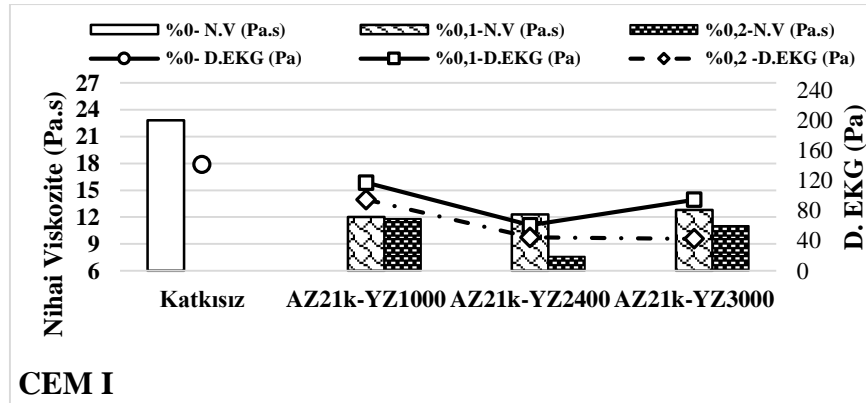 %0- N.V (Pa.s) %0,1-N.V (Pa.s) %0,2-N.V (Pa.s)
%0- D.EKG (Pa) %0,1-D.EKG (Pa) %0,2 -D.EKG (Pa)
Nihai Viskozite (Pa.s)
27
24
21
18
15
12
9
6
240
200
160
120
80
40
0
D. EKG (Pa)
Katkısız AZ21k-YZ1000 AZ21k-YZ2400 AZ21k-YZ3000
CEM I